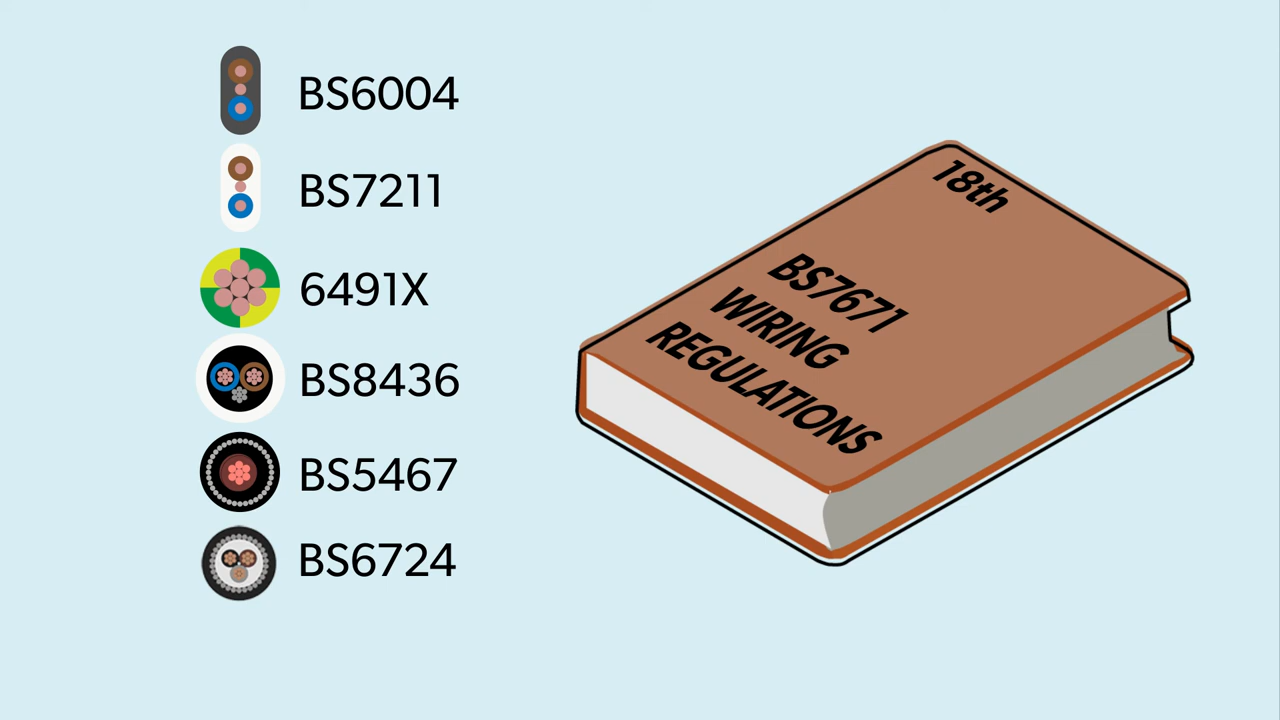 BS6004
BS7211
6491X
BS8436
BS5467
BS6724
18th
BS7671
WIRING
REGULATIONS